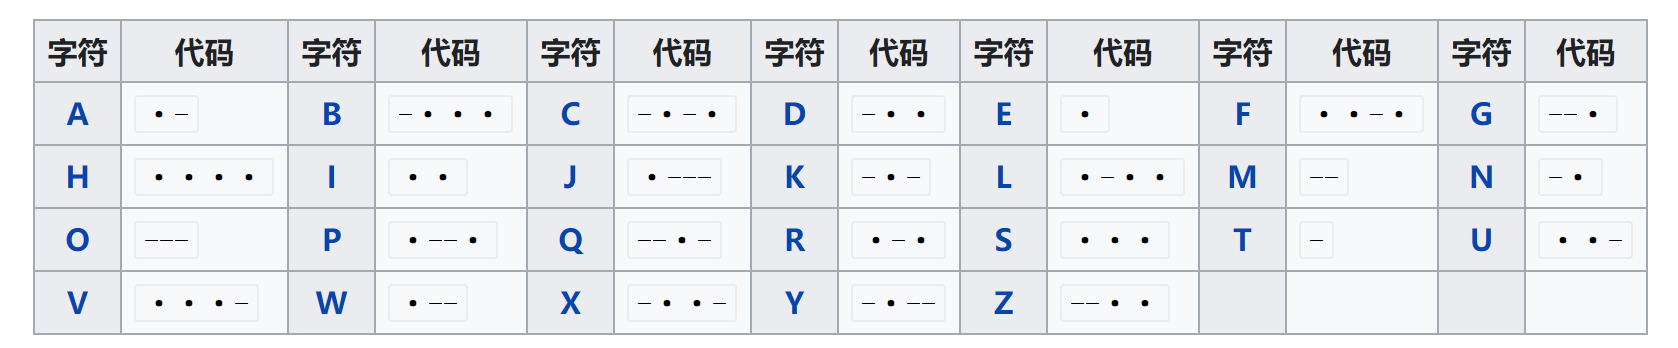 字符 代码 字符 代码 字符 代码 字符 代码 字符 代码 字符 代码 字符 代码
A •– B –••• C –•–• D –•• E • F ••–• G ––•
H •••• I •• J •––– K –•– L •–•• M –– N –•
O ––– P •––• Q ––•– R •–• S ••• T – U ••–
V •••– W •–– X –••– Y –•–– Z ––••